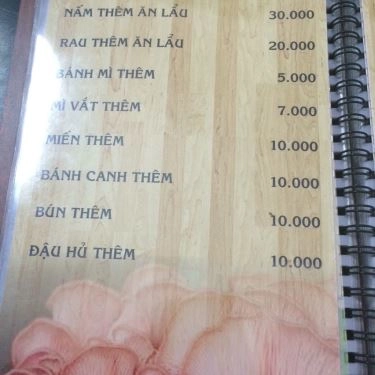 NẤM THÊM ĂN LẨU 30.000
RAU THÊM ĂN LẨU 20.000
BÁNH MÌ THÊM 5.000
MÌ VẮT THÊM 7.000
MIẾN THÊM 10.000
BÁNH CANH THÊM 10.000
BÚN THÊM 10.000
ĐẬU HỦ THÊM 10.000